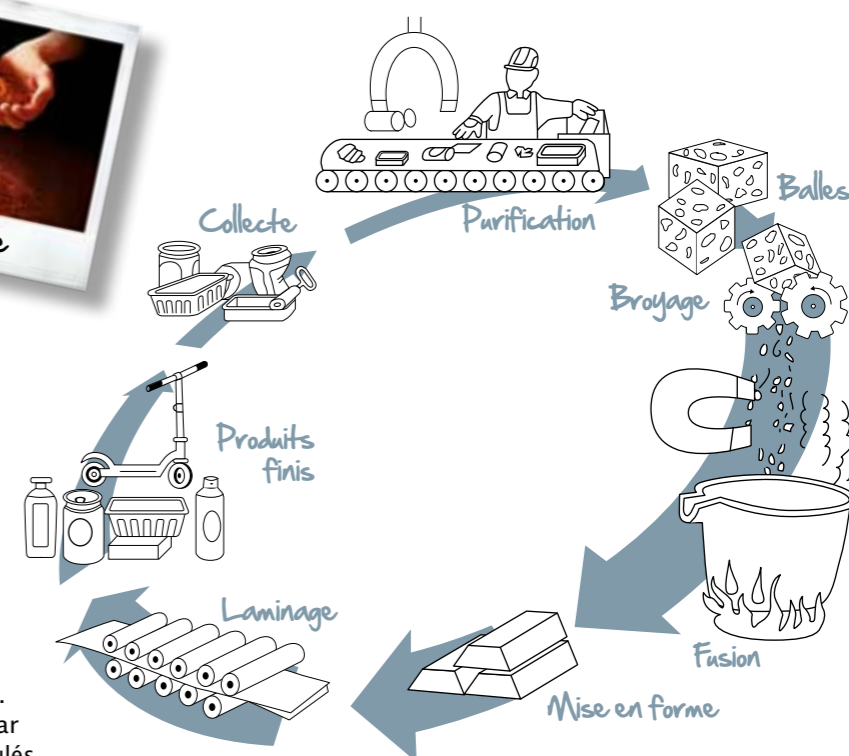 Collecte
Purification
Balles
Broyage
Produits
finis
Laminage
Fusion
Mise en forme